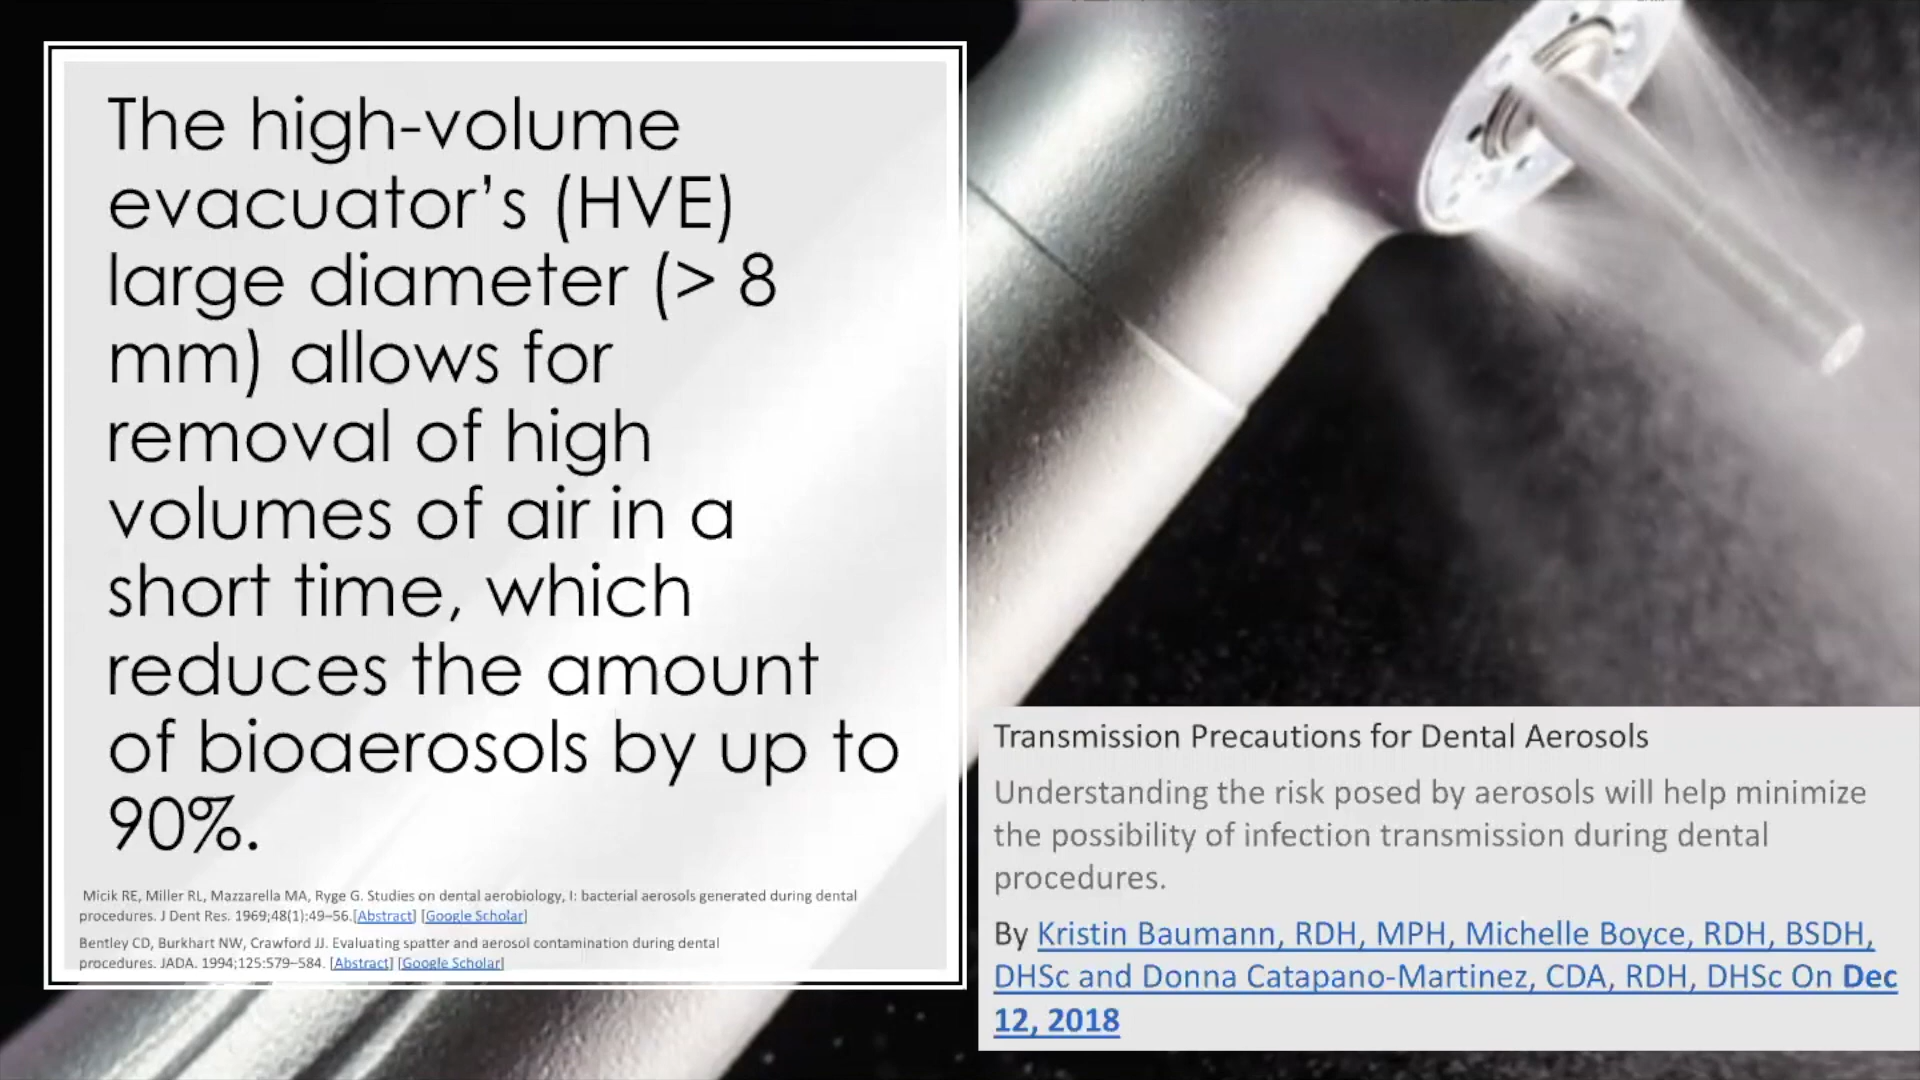 The high-volume
evacuator’s (HVE)
large diameter (> 8
mm) allows for
removal of high
volumes of air in a
short time, which
reduces the amount
of bioaerosols by up to
90%.
Micik RE, Miller RL, Mazzarella MA, Ryge G. Studies on dental aerobiology, I: bacterial aerosols generated during dental
procedures. J Dent Res. 1969;48(1):49–56.[Abstract] [Google Scholar]
Bentley CD, Burkhart NW, Crawford JJ. Evaluating spatter and aerosol contamination during dental
procedures. JADA. 1994;125:579–584. [Abstract] [Google Scholar]
Transmission Precautions for Dental Aerosols
Understanding the risk posed by aerosols will help minimize
the possibility of infection transmission during dental
procedures.
By Kristin Baumann, RDH, MPH, Michelle Boyce, RDH, BSDH,
DHSc and Donna Catapano-Martinez, CDA, RDH, DHSc On Dec
12, 2018